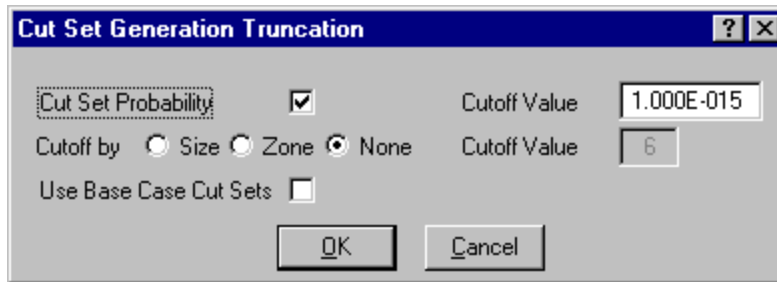 Cut Set Generation Truncation
Cut Set Probability Cutoff Value 1.000E-015
Cutoff by Size Zone None Cutoff Value 6
Use Base Case Cut Sets
OK Cancel